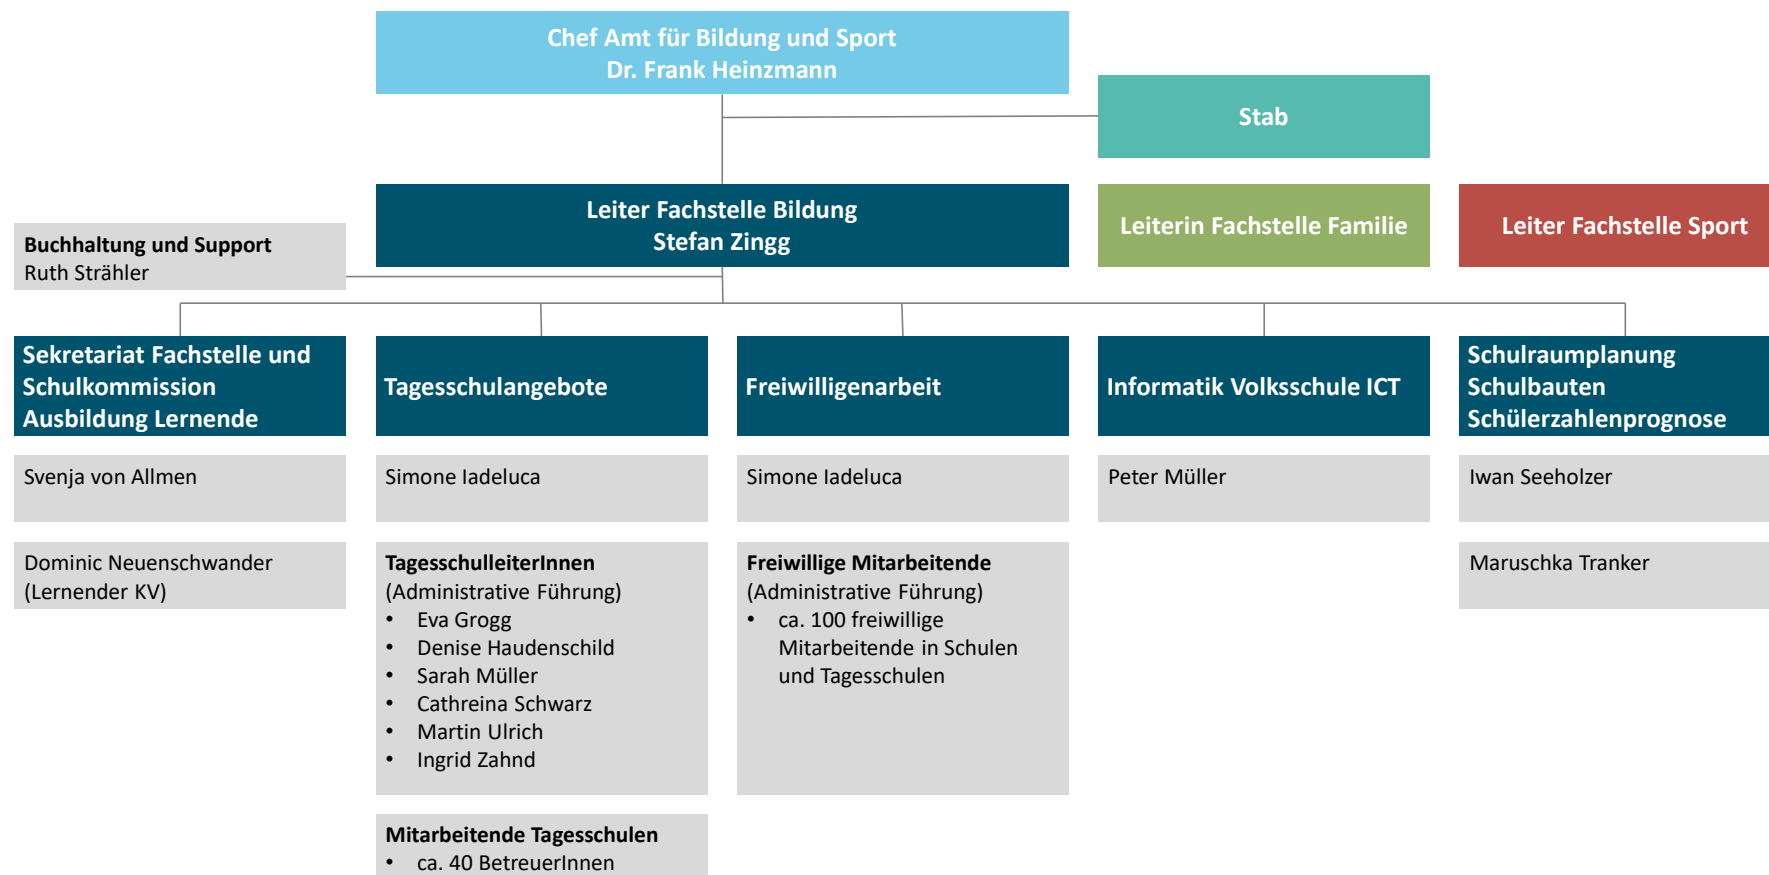 Chef Amt für Bildung und Sport
Dr. Frank Heinzmann
Stab
Leiter Fachstelle Bildung
Stefan Zingg
Leiterin Fachstelle Familie
Leiter Fachstelle Sport
Buchhaltung und Support
Ruth Strähler
Sekretariat Fachstelle und
Schulkommission
Ausbildung Lernende
Tagesschulangebote
Freiwilligenarbeit
Informatik Volksschule ICT
Schulraumplanung
Schulbauten
Schülerzahlenprognose
Svenja von Allmen
Simone Iadeluca
Simone Iadeluca
Peter Müller
Iwan Seeholzer
Dominic Neuenschwander
(Lernender KV)
TagesschulleiterInnen
(Administrative Führung)
• Eva Grogg
• Denise Haudenschild
• Sarah Müller
• Cathreina Schwarz
• Martin Ulrich
• Ingrid Zahnd
Freiwillige Mitarbeitende
(Administrative Führung)
• ca. 100 freiwillige
Mitarbeitende in Schulen
und Tagesschulen
Maruschka Tranker
Mitarbeitende Tagesschulen
• ca. 40 BetreuerInnen